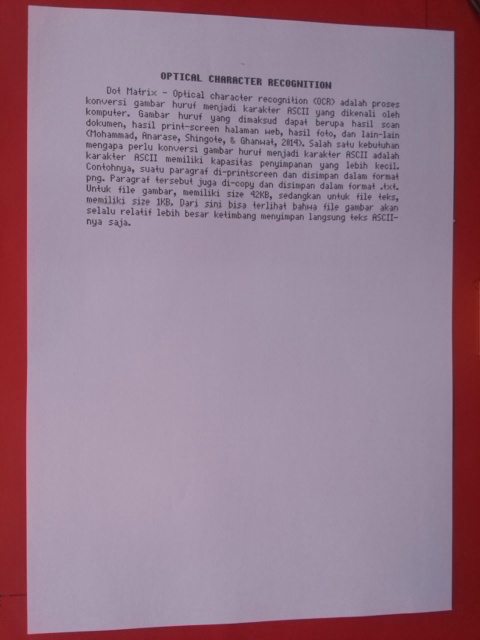 OPTICAL CHARACTER RECOGNITION
Dot Matrix - Optical character recognition (OCR) adalah proses
konversi gambar huruf menjadi karakter ASCII yang dikenali oleh
komputer. Gambar huruf yang dimaksud dapat berupa hasil scan
dokumen, hasil print-screen halaman web, hasil foto, dan lain-lain
(Mohammad, Anarase, Shingote, & Ghanwat, 2014). Salah satu kebutuhan
mengapa perlu konversi gambar huruf menjadi karakter ASCII adalah
karakter ASCII memiliki kapasitas penyimpanan yang lebih kecil.
Contohnya, suatu paragraf di-printscreen dan disimpan dalam format
png. Paragraf tersebut juga di-copy dan disimpan dalam format .txt.
Untuk file gambar, memiliki size 42KB, sedangkan untuk file teks,
memiliki size 1KB. Dari sini bisa terlihat bahwa file gambar akan
selalu relatif lebih besar ketimbang menyimpan langsung teks ASCII-
nya saja.